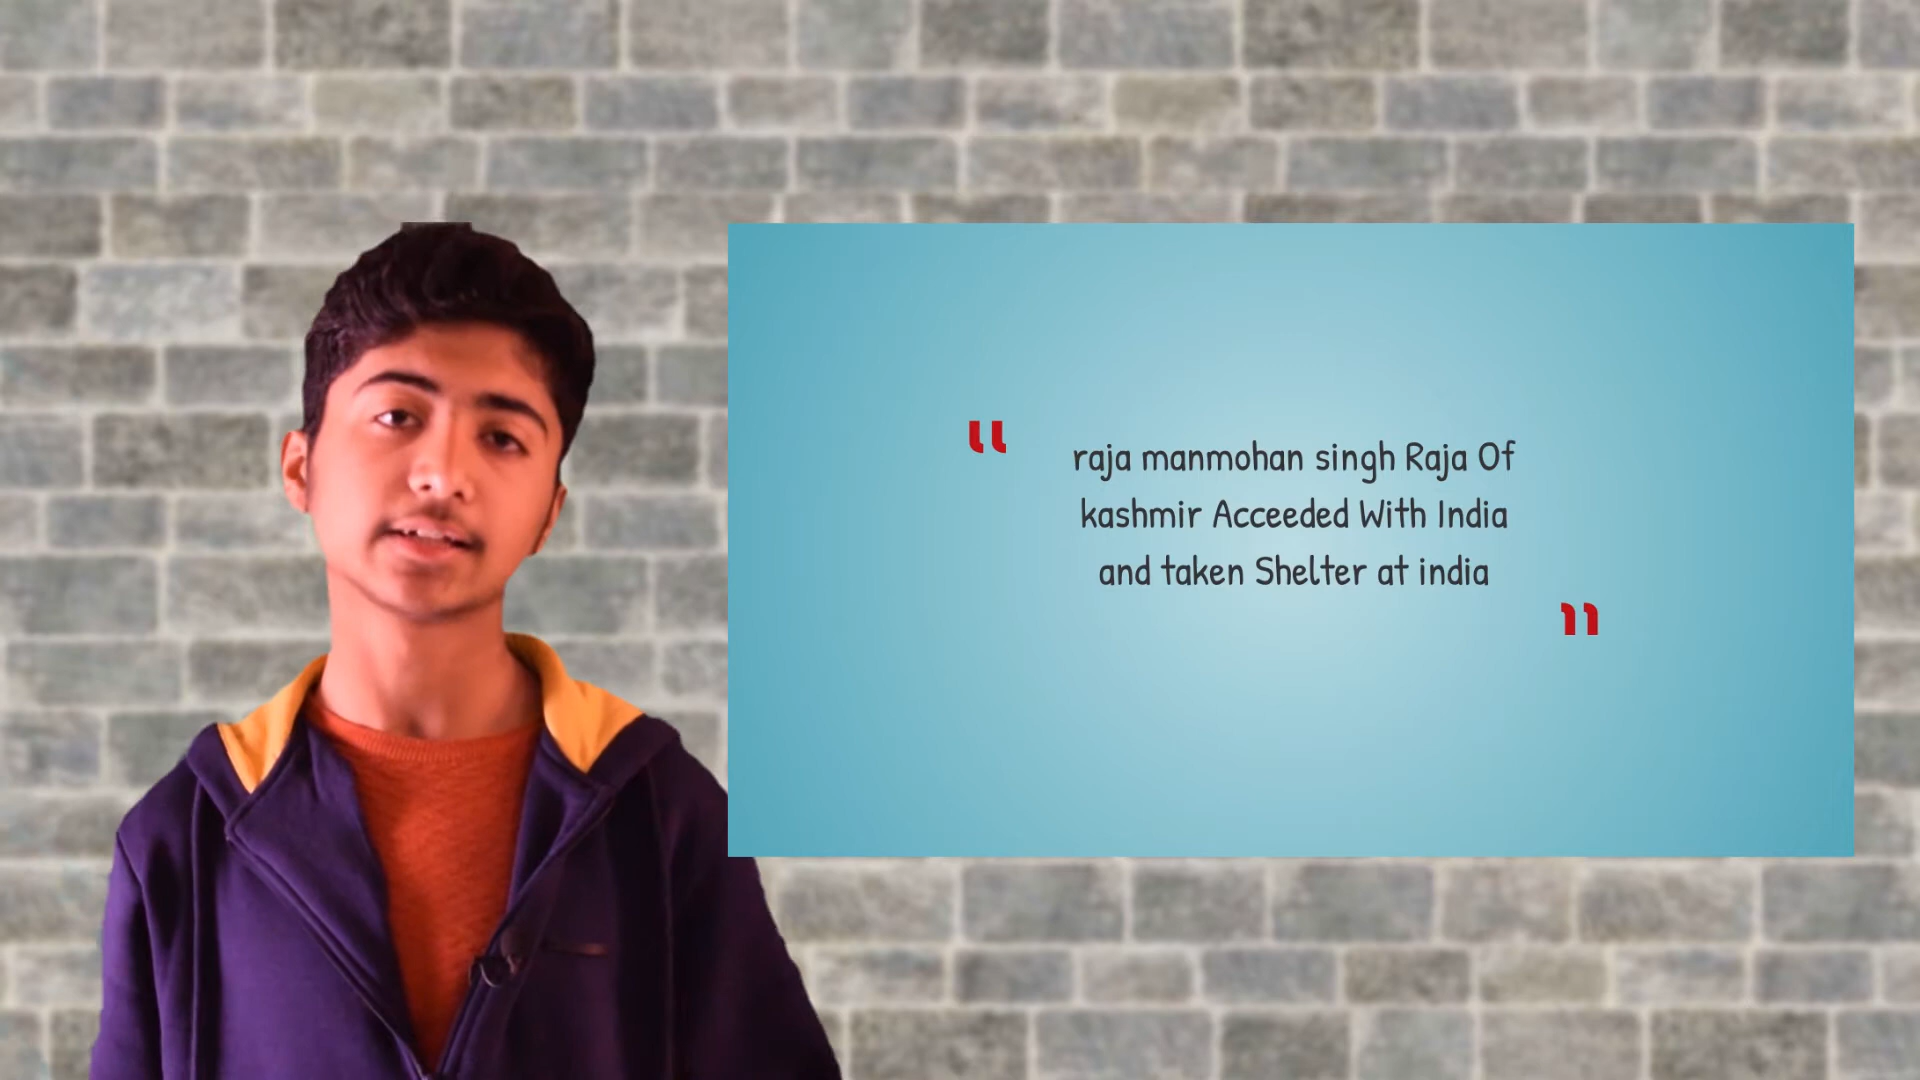 “ raja manmohan singh Raja Of
kashmir Acceeded With India
and taken Shelter at india ”